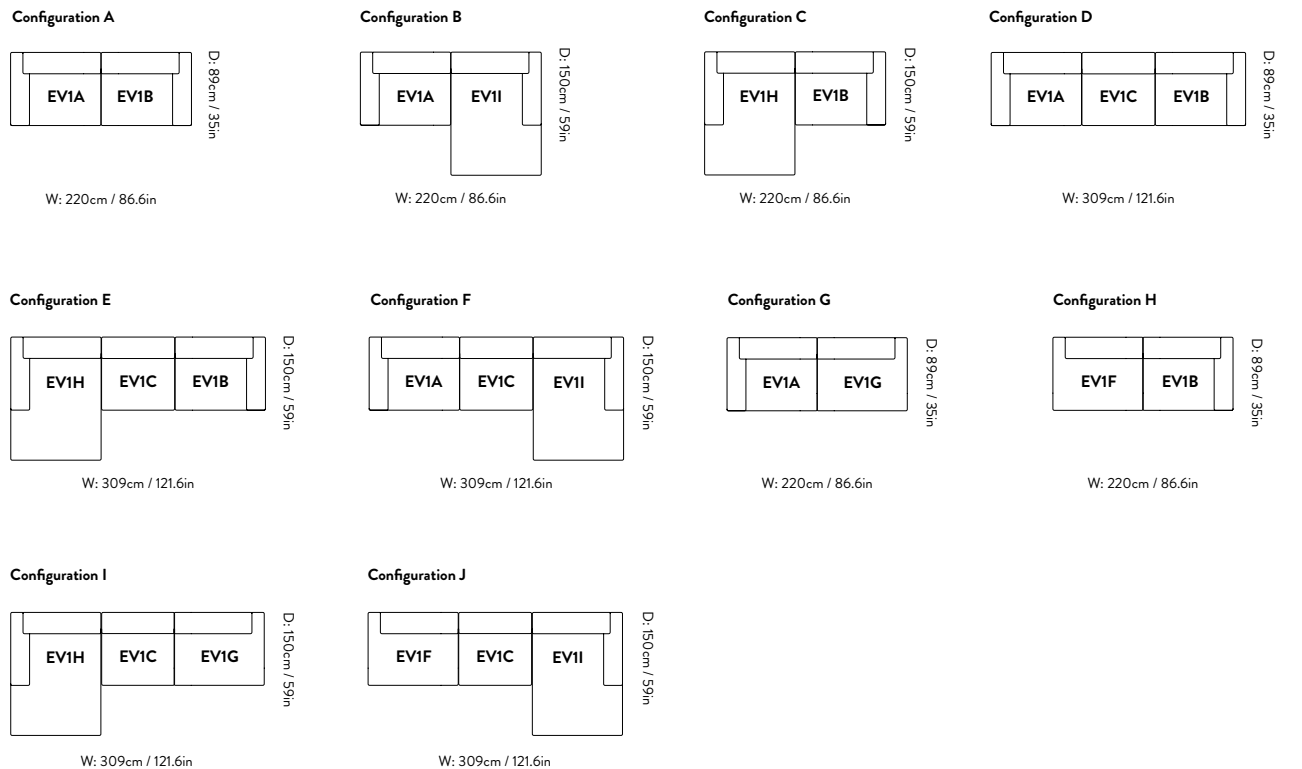 Configuration A
EV1A
EV1B
D: 89cm / 35in
W: 220cm / 86.6in
Configuration B
EV1A
EV1I
D: 150cm / 59in
W: 220cm / 86.6in
Configuration C
EV1H
EV1B
D: 150cm / 59in
W: 220cm / 86.6in
Configuration D
EV1A
EV1C
EV1B
D: 89cm / 35in
W: 309cm / 121.6in
Configuration E
EV1H
EV1C
EV1B
D: 150cm / 59in
W: 309cm / 121.6in
Configuration F
EV1A
EV1C
EV1I
D: 150cm / 59in
W: 309cm / 121.6in
Configuration G
EV1A
EV1G
D: 89cm / 35in
W: 220cm / 86.6in
Configuration H
EV1F
EV1B
D: 89cm / 35in
W: 220cm / 86.6in
Configuration I
EV1H
EV1C
EV1G
D: 150cm / 59in
W: 309cm / 121.6in
Configuration J
EV1F
EV1C
EV1I
D: 150cm / 59in
W: 309cm / 121.6in